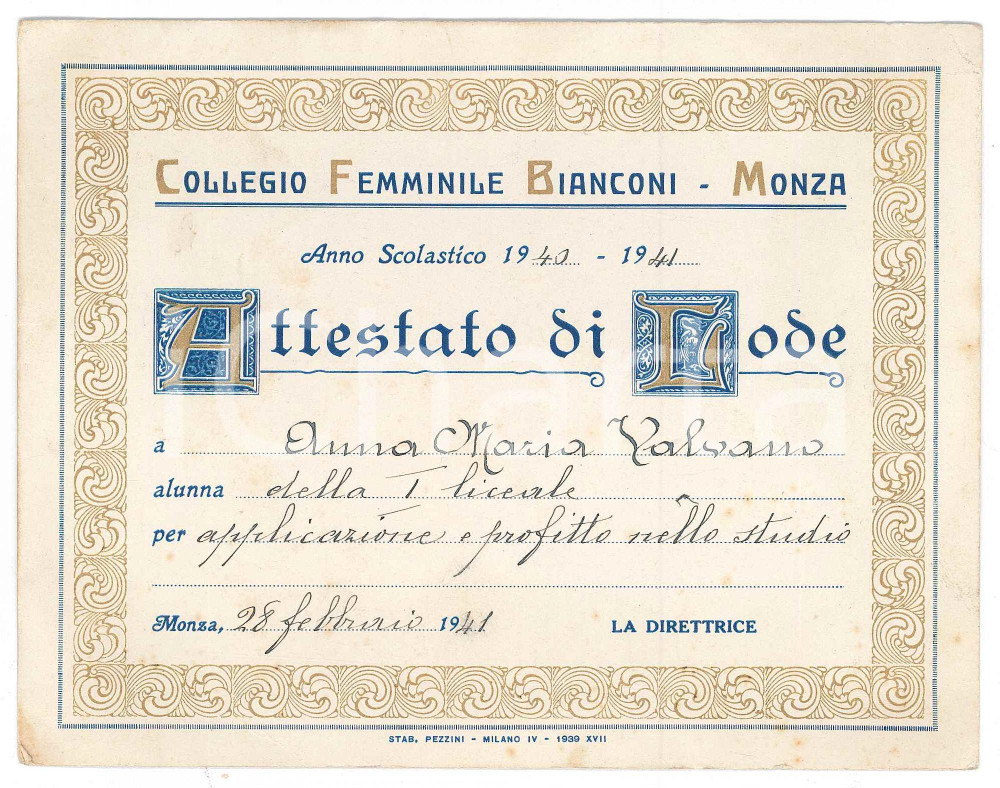 COLLEGIO FEMMINILE BIANCONI - MONZA
Anno Scolastico 1940 - 1941
Attestato di Lode
a Anna Maria Valvano
alunna della I liceale
per applicazione e profitto nello studio
Monza, 28 febbraio 1941 LA DIRETTRICE
STAB. PEZZINI - MILANO IV - 1939 XVII